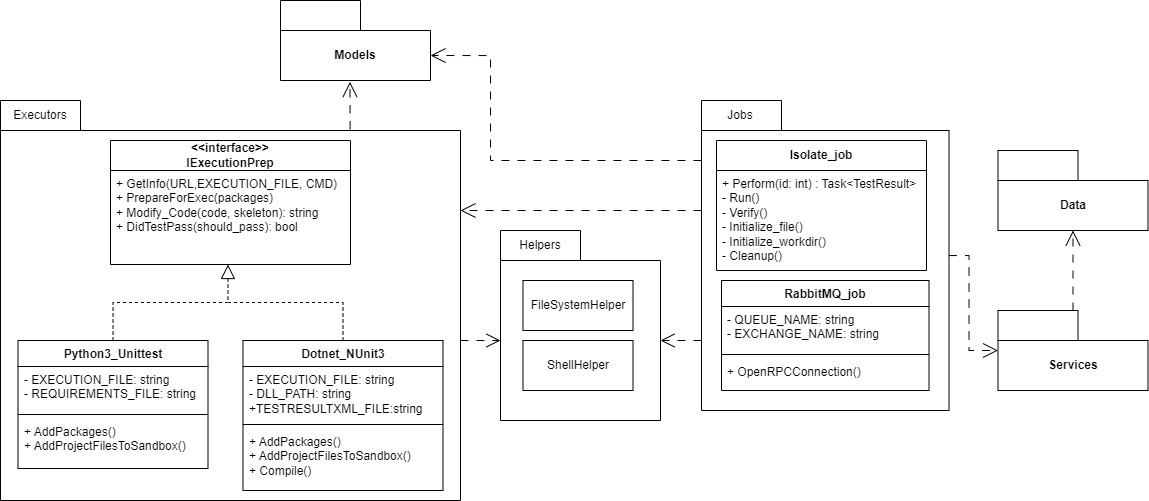 Models
Executors
<<interface>>
IExecutionPrep
+ GetInfo(URL,EXECUTION_FILE, CMD)
+ PrepareForExec(packages)
+ Modify_Code(code, skeleton): string
+ DidTestPass(should_pass): bool
Python3_Unittest
- EXECUTION_FILE: string
- REQUIREMENTS_FILE: string
+ AddPackages()
+ AddProjectFilesToSandbox()
Dotnet_NUnit3
- EXECUTION_FILE: string
- DLL_PATH: string
+TESTRESULTXML_FILE:string
+ AddPackages()
+ AddProjectFilesToSandbox()
+ Compile()
Helpers
FileSystemHelper
ShellHelper
Jobs
Isolate_job
+ Perform(id: int) : Task<TestResult>
- Run()
- Verify()
- Initialize_file()
- Initialize_workdir()
- Cleanup()
RabbitMQ_job
- QUEUE_NAME: string
- EXCHANGE_NAME: string
+ OpenRPCConnection()
Data
Services